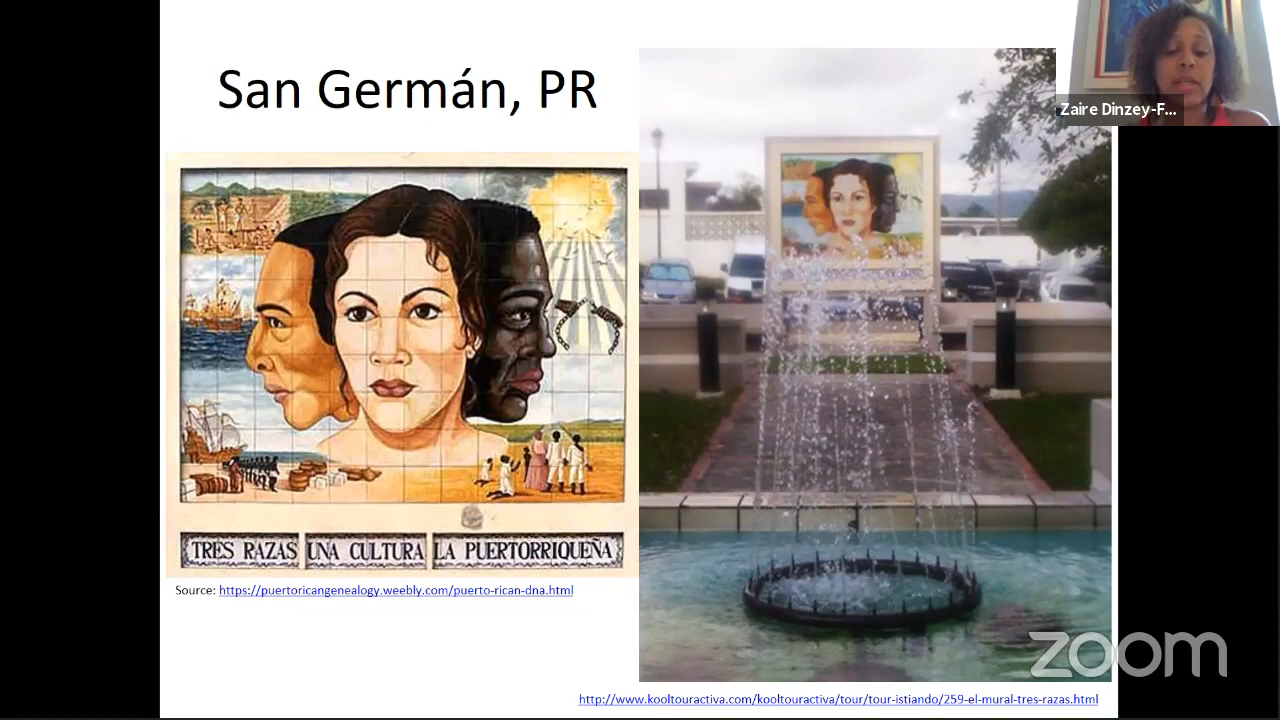 San Germán, PR
Zaire Dinzey-F...
TRES RAZAS UNA CULTURA LA PUERTORRIQUEÑA
Source: https://puertoricangenealogy.weebly.com/puerto-rican-dna.html
zoom
http://www.kooltouractiva.com/kooltouractiva/tour/tour-istiando/259-el-mural-tres-razas.html